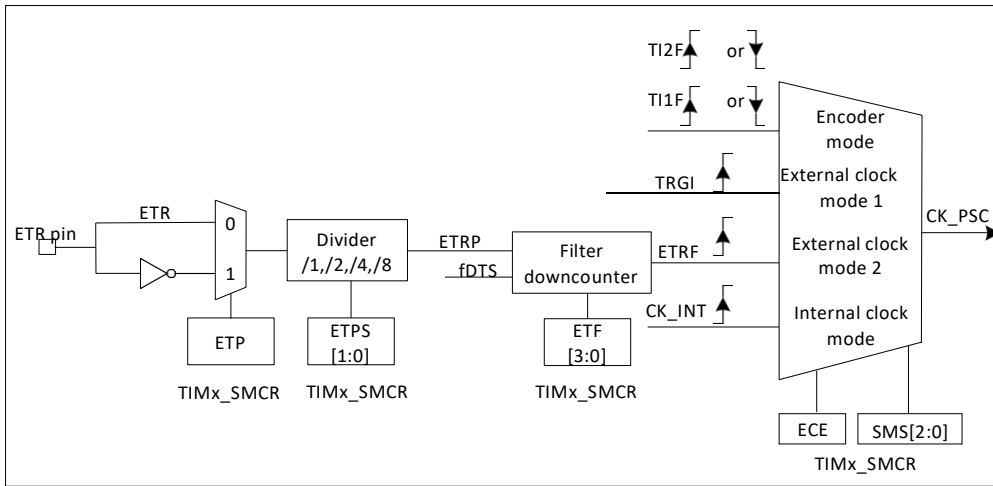 TI2F or
TI1F or
Encoder
mode
TRGI
External clock
mode 1
CK_PSC
ETR
0
ETR pin
Divider
/1,/2,/4,/8
ETRP
fDTS
Filter
downcounter
ETRF
External clock
mode 2
1
CK_INT
Internal clock
mode
ETP
ETPS
[1:0]
ETF
[3:0]
TIMx_SMCR
TIMx_SMCR
TIMx_SMCR
ECE
SMS[2:0]
TIMx_SMCR